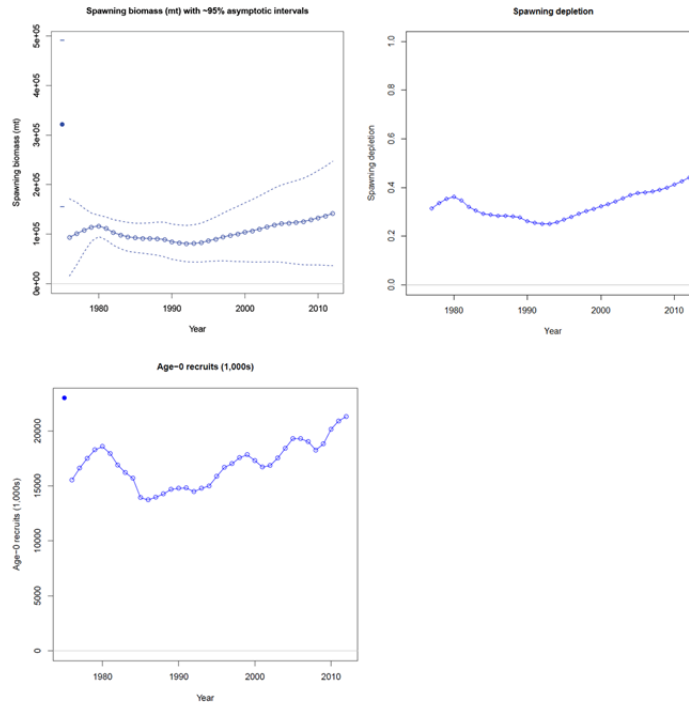 Spawning biomass (mt) with ~95% asymptotic intervals
Spawning biomass (mt)
5e+05
4e+05
3e+05
2e+05
1e+05
0e+00
1980 1990 2000 2010
Year
Spawning depletion
Spawning depletion
1.0
0.8
0.6
0.4
0.2
0.0
1980 1990 2000 2010
Year
Age−0 recruits (1,000s)
Age−0 recruits (1,000s)
20000
15000
10000
5000
0
1980 1990 2000 2010
Year